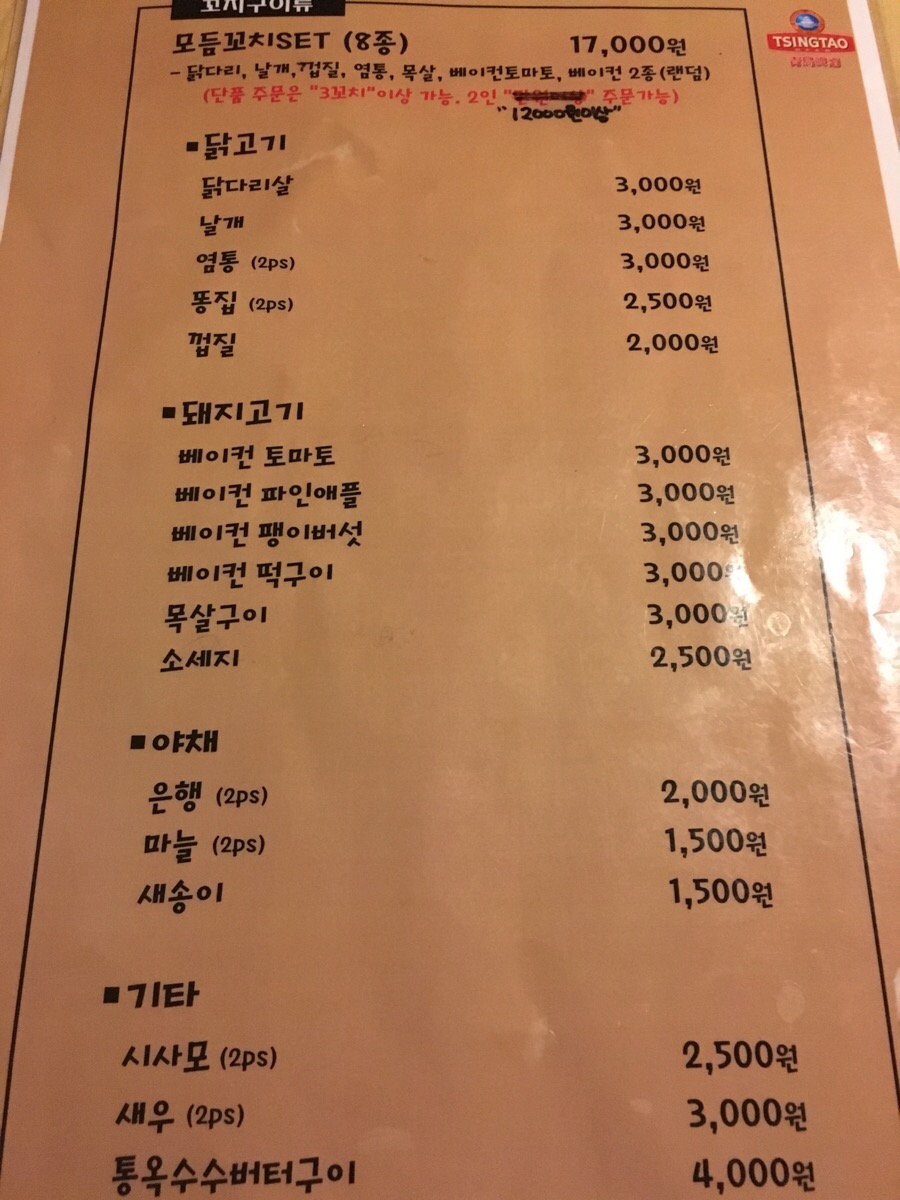 꼬치구이류
TSINGTAO
모듬꼬치SET (8종) 17,000원
- 닭다리, 날개,껍질, 염통, 목살, 베이컨토마토, 베이컨 2종(랜덤)
(단품 주문은 "3꼬치"이상 가능. 2인 "" 주문가능)
"12000원이상"
■닭고기
닭다리살 3,000원
날개 3,000원
염통 (2ps) 3,000원
똥집 (2ps) 2,500원
껍질 2,000원
■돼지고기
베이컨 토마토 3,000원
베이컨 파인애플 3,000원
베이컨 팽이버섯 3,000원
베이컨 떡구이 3,000원
목살구이 3,000원
소세지 2,500원
■야채
은행 (2ps) 2,000원
마늘 (2ps) 1,500원
새송이 1,500원
■기타
시사모 (2ps) 2,500원
새우 (2ps) 3,000원
통옥수수버터구이 4,000원